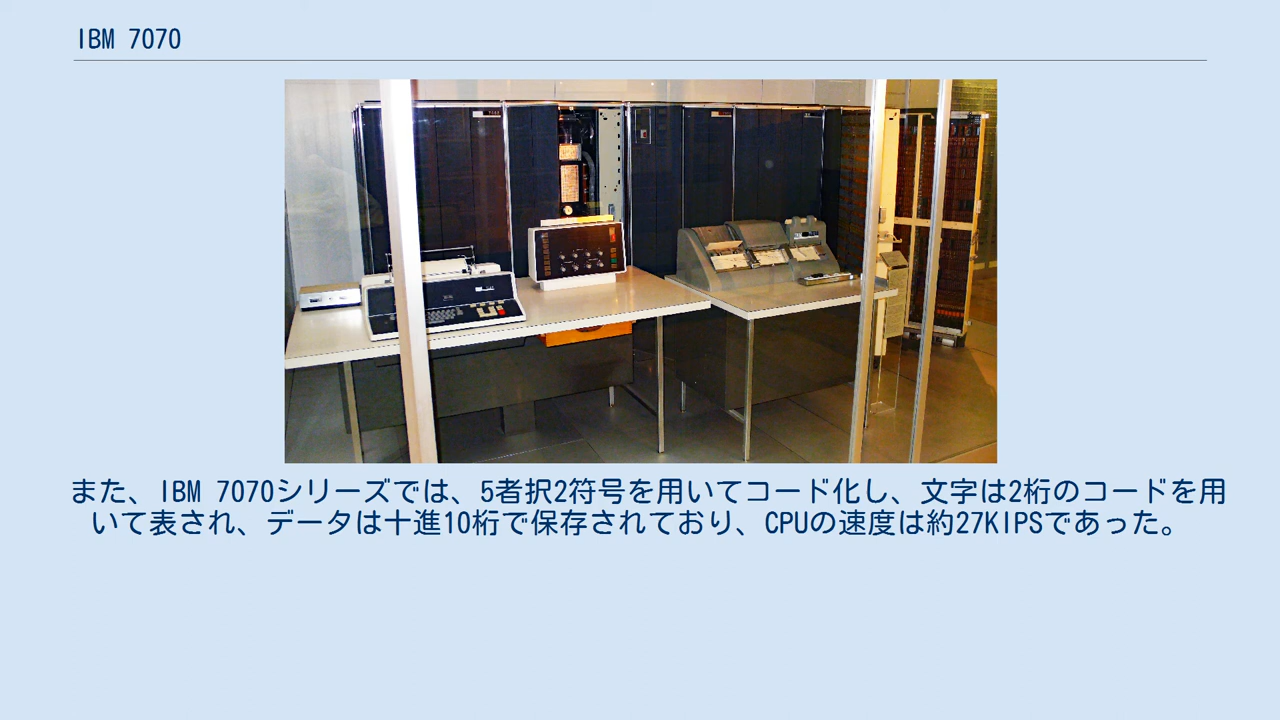 IBM 7070
また、IBM 7070シリーズでは、5者択2符号を用いてコード化し、文字は2桁のコードを用
いて表され、データは十進10桁で保存されており、CPUの速度は約27KIPSであった。